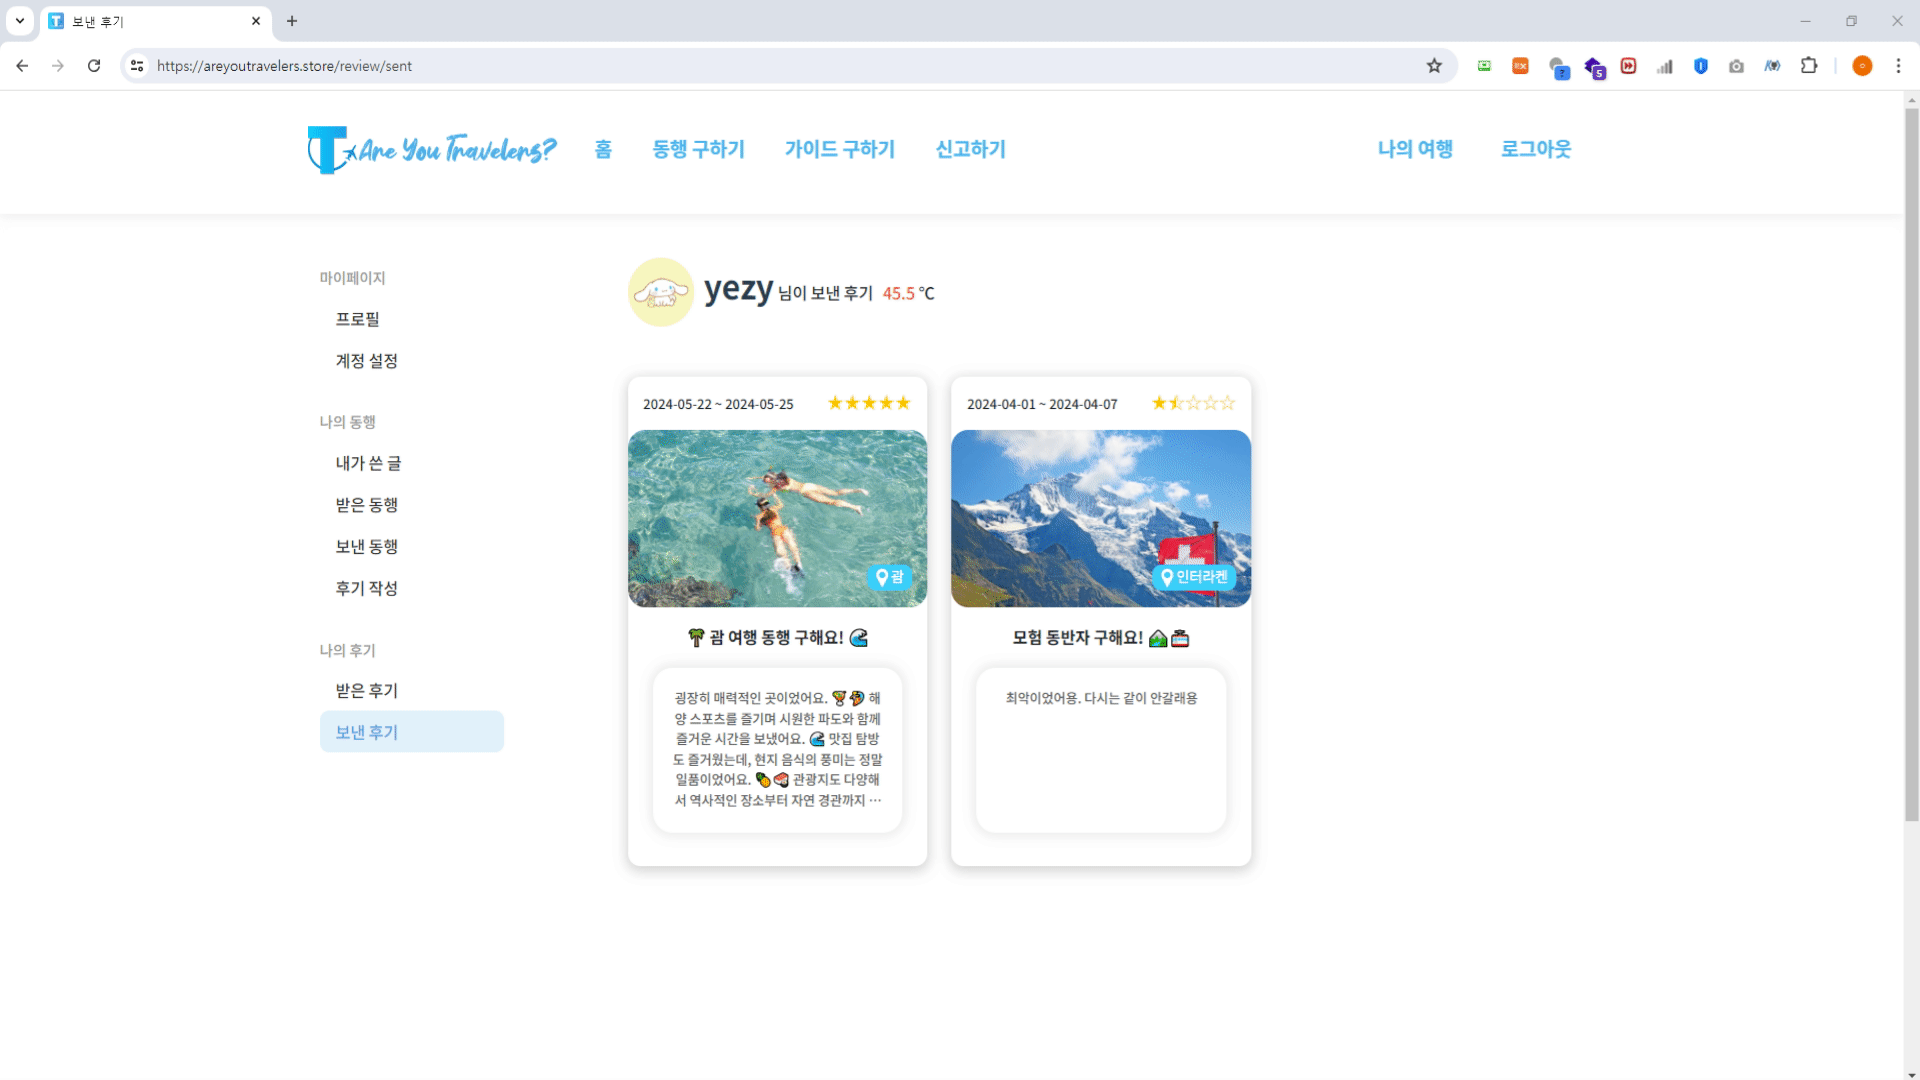 보낸 후기
https://areyoutravelers.store/review/sent
T Are You Travelers?
홈
동행 구하기
가이드 구하기
신고하기
나의 여행
로그아웃
마이페이지
프로필
계정 설정
나의 동행
내가 쓴 글
받은 동행
보낸 동행
후기 작성
나의 후기
받은 후기
보낸 후기
yezy 님이 보낸 후기 45.5 ℃
2024-05-22 ~ 2024-05-25
괌
🌴 괌 여행 동행 구해요! 🌊
굉장히 매력적인 곳이었어요. 🍹🏄 해
양 스포츠를 즐기며 시원한 파도와 함께
즐거운 시간을 보냈어요. 🌊 맛집 탐방
도 즐거웠는데, 현지 음식의 풍미는 정말
일품이었어요. 🍍🍣 관광지도 다양해
서 역사적인 장소부터 자연 경관까지 …
2024-04-01 ~ 2024-04-07
인터라켄
모험 동반자 구해요! 🏔🚠
최악이었어용. 다시는 같이 안갈래용